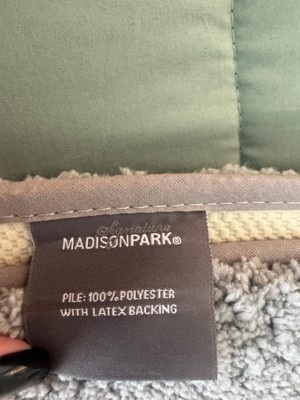 Signature
MADISONPARK®
PILE: 100% POLYESTER
WITH LATEX BACKING